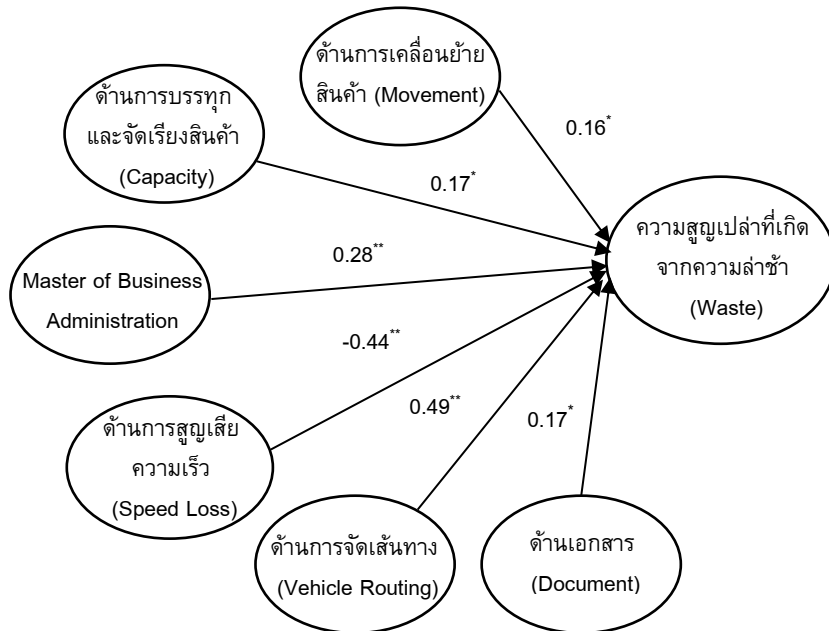 ด้านการเคลื่อนย้าย
สินค้า (Movement)
ด้านการบรรทุก
และจัดเรียงสินค้า
(Capacity)
0.16*
0.17*
ความสูญเปล่าที่เกิด
จากความล่าช้า
(Waste)
Master of Business
Administration
0.28**
-0.44**
ด้านการสูญเสีย
ความเร็ว
(Speed Loss)
0.49**
0.17*
ด้านการจัดเส้นทาง
(Vehicle Routing)
ด้านเอกสาร
(Document)